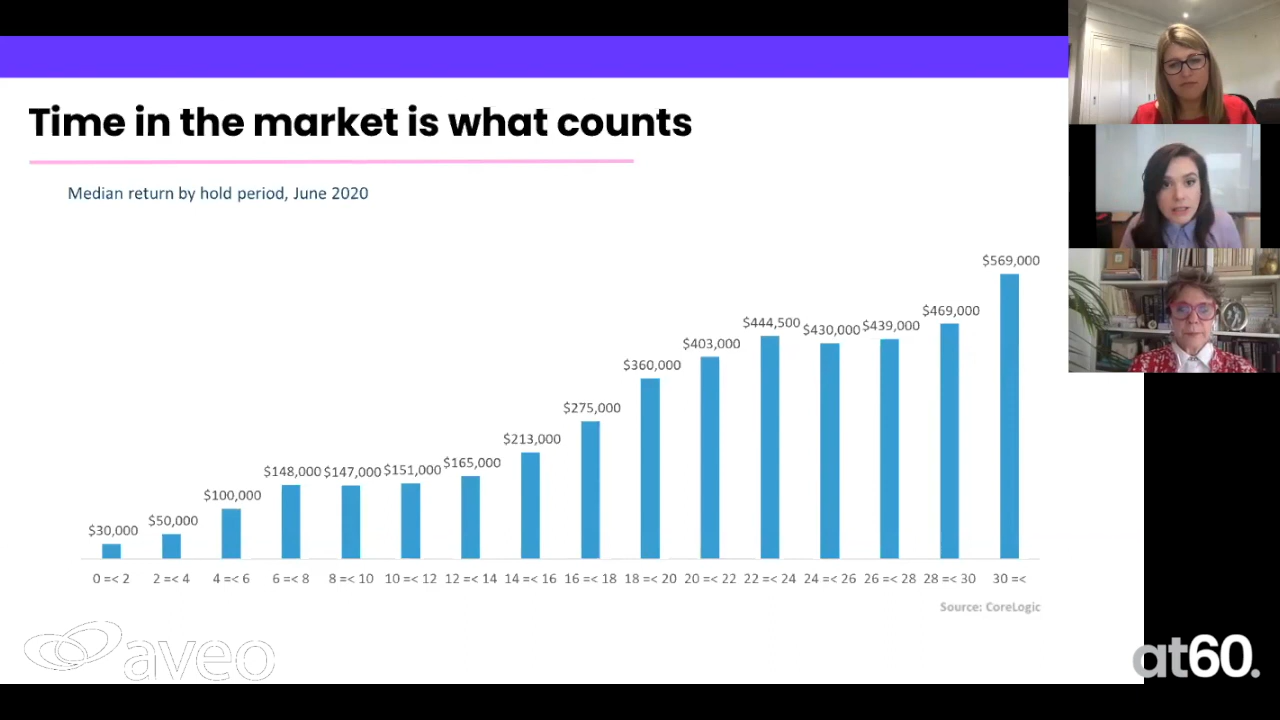 Time in the market is what counts
Median return by hold period, June 2020
$30,000
$50,000
$100,000
$148,000
$147,000
$151,000
$165,000
$213,000
$275,000
$360,000
$403,000
$444,500
$430,000
$439,000
$469,000
$569,000
0 =< 2 2 =< 4 4 =< 6 6 =< 8 8 =< 10 10 =< 12 12 =< 14 14 =< 16 16 =< 18 18 =< 20 20 =< 22 22 =< 24 24 =< 26 26 =< 28 28 =< 30 30 =<
Source: CoreLogic
aveo
at60.